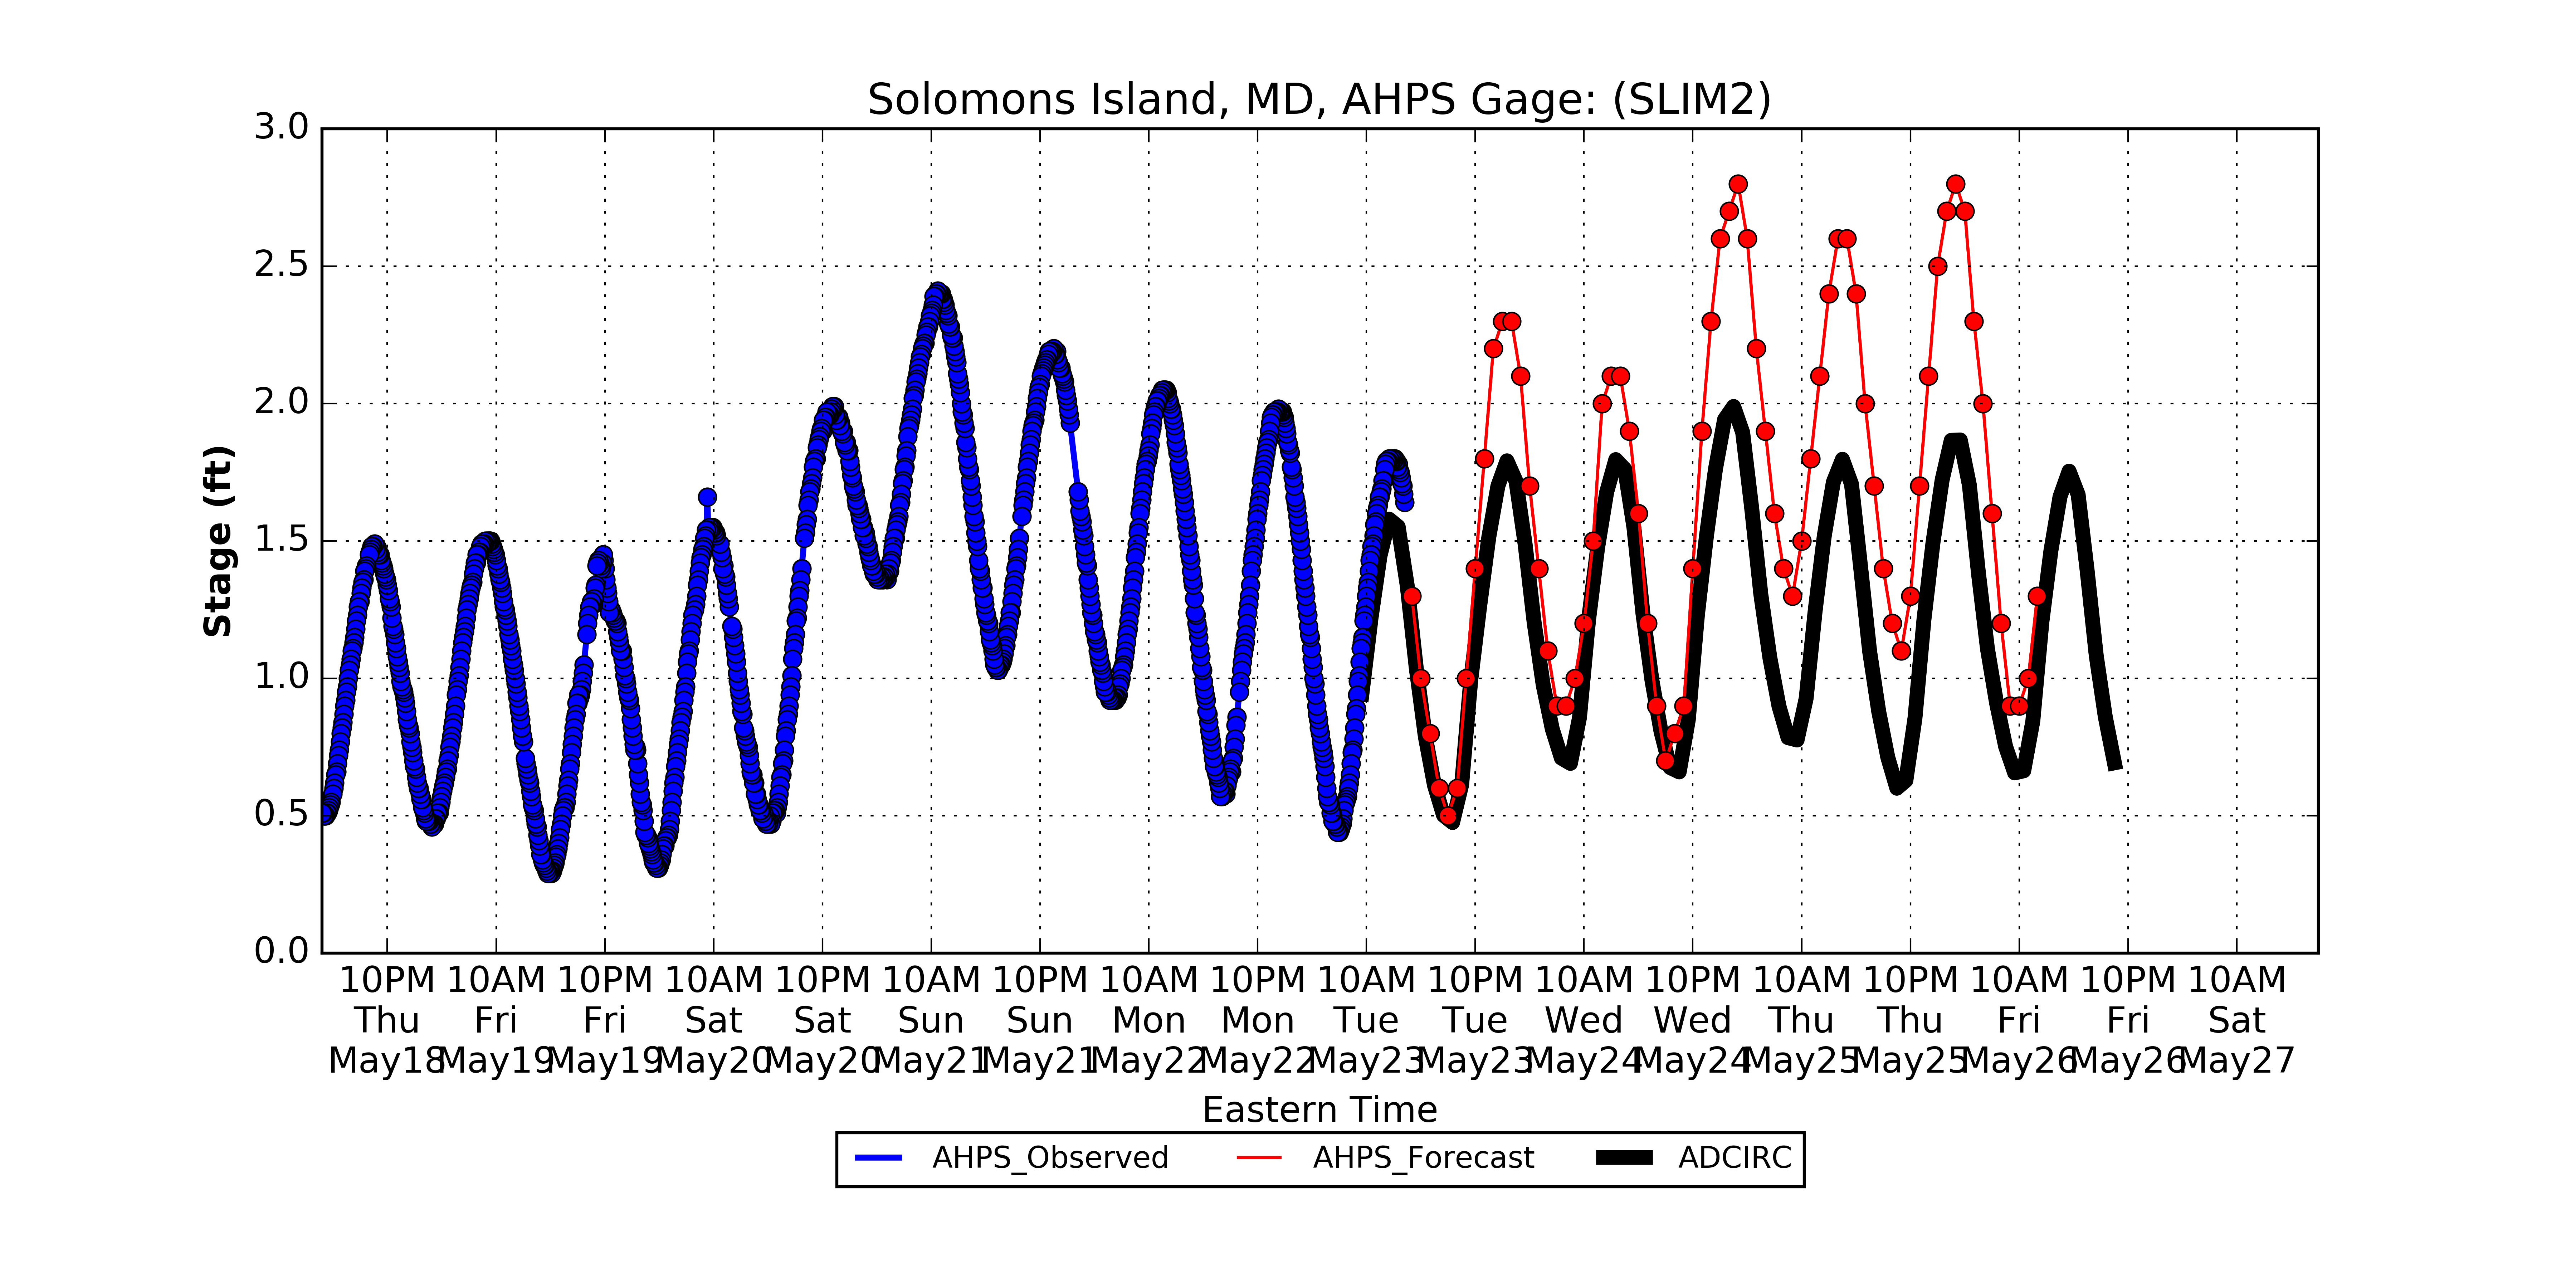 Solomons Island, MD, AHPS Gage: (SLIM2)
3.0
2.5
2.0
1.5
1.0
0.5
0.0
Stage (ft)
10PM 10AM 10PM 10AM 10PM 10AM 10PM 10AM 10PM 10AM 10PM 10AM 10PM 10AM 10PM 10AM 10PM 10AM
Thu Fri Fri Sat Sat Sun Sun Mon Mon Tue Tue Wed Wed Thu Thu Fri Fri Sat
May18 May19 May19 May20 May20 May21 May21 May22 May22 May23 May23 May24 May24 May25 May25 May26 May26 May27
Eastern Time
AHPS_Observed AHPS_Forecast ADCIRC